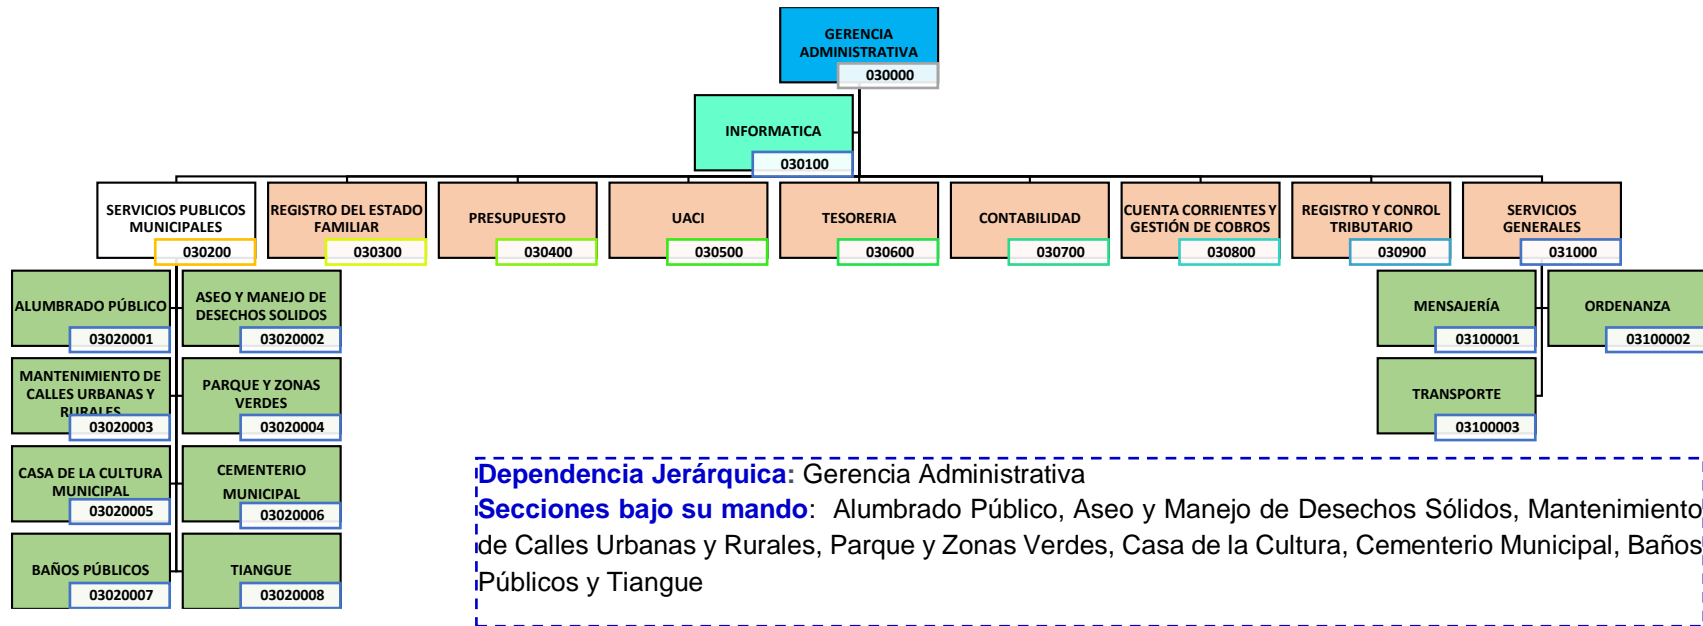 GERENCIA
ADMINISTRATIVA
030000
INFORMATICA
030100
SERVICIOS PUBLICOS
MUNICIPALES
030200
REGISTRO DEL ESTADO
FAMILIAR
030300
PRESUPUESTO
030400
UACI
030500
TESORERIA
030600
CONTABILIDAD
030700
CUENTA CORRIENTES Y
GESTIÓN DE COBROS
030800
REGISTRO Y CONROL
TRIBUTARIO
030900
SERVICIOS
GENERALES
031000
ALUMBRADO PÚBLICO
03020001
ASEO Y MANEJO DE
DESECHOS SOLIDOS
03020002
MENSAJERÍA
03100001
ORDENANZA
03100002
MANTENIMIENTO DE
CALLES URBANAS Y
RURALES
03020003
PARQUE Y ZONAS
VERDES
03020004
TRANSPORTE
03100003
CASA DE LA CULTURA
MUNICIPAL
03020005
CEMENTERIO
MUNICIPAL
03020006
BAÑOS PÚBLICOS
03020007
TIANGUE
03020008
Dependencia Jerárquica: Gerencia Administrativa
Secciones bajo su mando: Alumbrado Público, Aseo y Manejo de Desechos Sólidos, Mantenimiento
de Calles Urbanas y Rurales, Parque y Zonas Verdes, Casa de la Cultura, Cementerio Municipal, Baños
Públicos y Tiangue